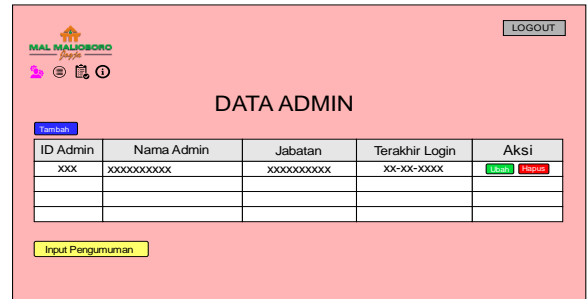 LOGOUT
MAL MALIOBORO
Jogja
DATA ADMIN
Tambah
ID Admin Nama Admin Jabatan Terakhir Login Aksi
xxx xxxxxxxxxx xxxxxxxxxx xx-xx-xxxx Ubah Hapus
Input Pengumuman